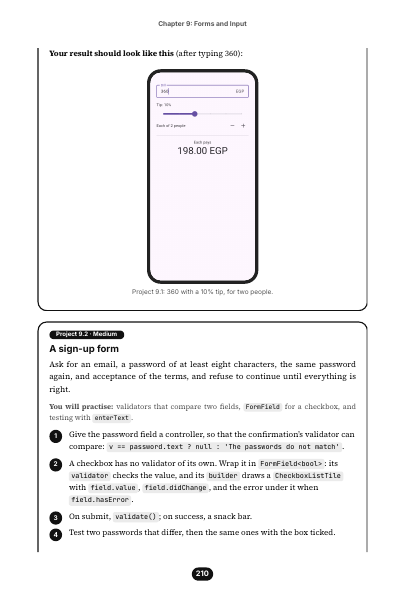 Chapter 9: Forms and Input
Your result should look like this (after typing 360):
360
EGP
Tip: 10%
Each of 2 people
− +
Each pays
198.00 EGP
Project 9.1: 360 with a 10% tip, for two people.
Project 9.2 · Medium
A sign-up form
Ask for an email, a password of at least eight characters, the same password
again, and acceptance of the terms, and refuse to continue until everything is
right.
You will practise: validators that compare two fields, FormField for a checkbox, and
testing with enterText.
1 Give the password field a controller, so that the confirmation's validator can
compare: v == password.text ? null : 'The passwords do not match'.
2 A checkbox has no validator of its own. Wrap it in FormField<bool>: its
validator checks the value, and its builder draws a CheckboxListTile
with field.value, field.didChange, and the error under it when
field.hasError.
3 On submit, validate(); on success, a snack bar.
4 Test two passwords that differ, then the same ones with the box ticked.
210